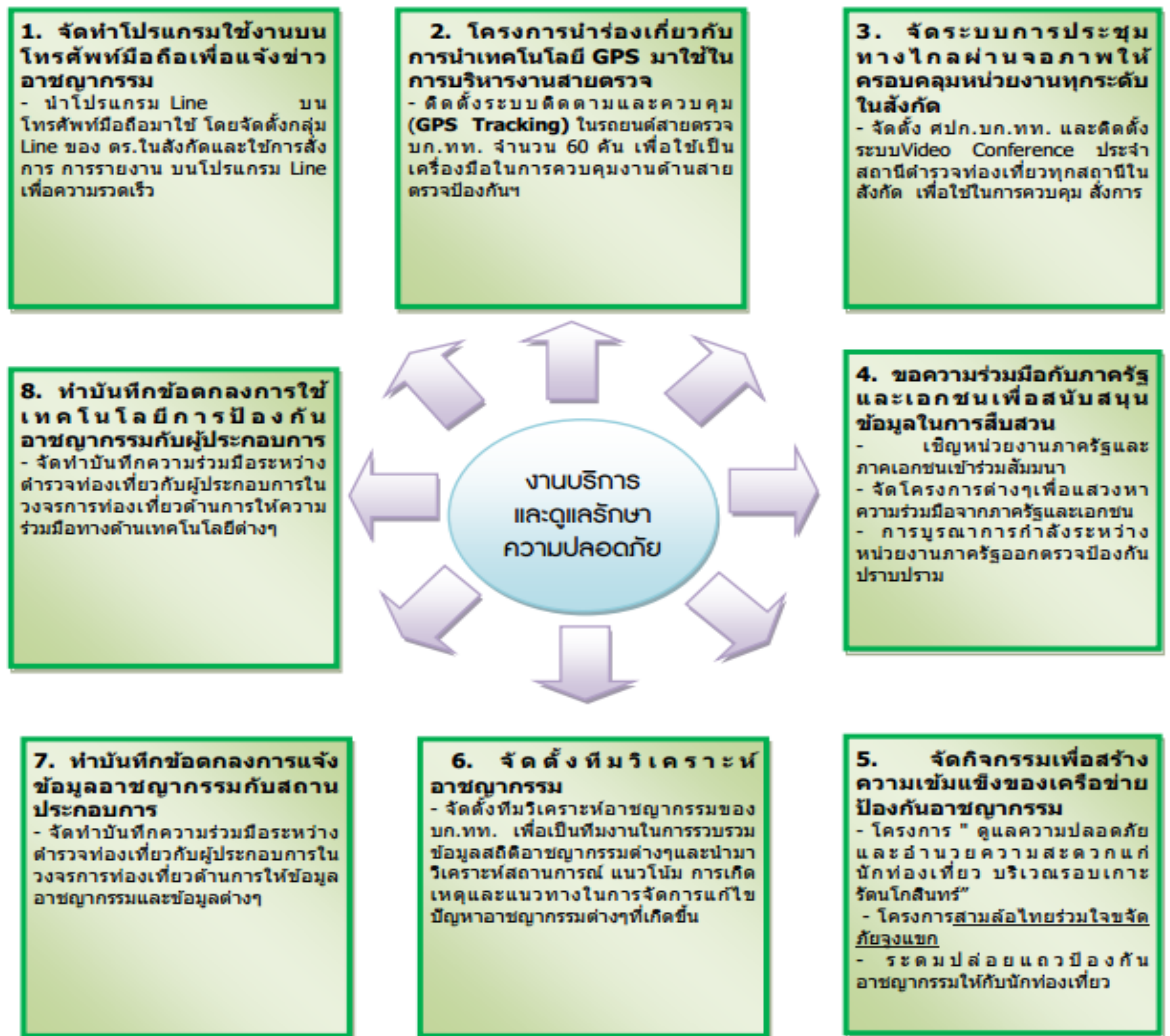 1. จัดทำโปรแกรมใช้งานบน
โทรศัพท์มือถือเพื่อแจ้งข่าว
อาชญากรรม
- นำโปรแกรม Line บน
โทรศัพท์มือถือมาใช้ โดยจัดตั้งกลุ่ม
Line ของ ตร.ในสังกัดและใช้การสั่ง
การ การรายงาน บนโปรแกรม Line
เพื่อความรวดเร็ว
2. โครงการนำร่องเกี่ยวกับ
การนำเทคโนโลยี GPS มาใช้ใน
การบริหารงานสายตรวจ
- ติดตั้งระบบติดตามและควบคุม
(GPS Tracking) ในรถยนต์สายตรวจ
บก.ทท. จำนวน 60 คัน เพื่อใช้เป็น
เครื่องมือในการควบคุมงานด้านสาย
ตรวจป้องกันฯ
3. จัดระบบการประชุม
ทางไกลผ่านจอภาพให้
ครอบคลุมหน่วยงานทุกระดับ
ในสังกัด
- จัดตั้ง ศปก.บก.ทท. และติดตั้ง
ระบบVideo Conference ประจำ
สถานีตำรวจท่องเที่ยวทุกสถานีใน
สังกัด เพื่อใช้ในการควบคุม สั่งการ
4. ขอความร่วมมือกับภาครัฐ
และเอกชนเพื่อสนับสนุน
ข้อมูลในการสืบสวน
- เชิญหน่วยงานภาครัฐและ
ภาคเอกชนเข้าร่วมสัมมนา
- จัดโครงการต่างๆเพื่อแสวงหา
ความร่วมมือจากภาครัฐและเอกชน
- การบูรณาการกำลังระหว่าง
หน่วยงานภาครัฐออกตรวจป้องกัน
ปราบปราม
8. ทำบันทึกข้อตกลงการใช้
เทคโนโลยีการป้องกัน
อาชญากรรมกับผู้ประกอบการ
- จัดทำบันทึกความร่วมมือระหว่าง
ตำรวจท่องเที่ยวกับผู้ประกอบการใน
วงจรการท่องเที่ยวด้านการให้ความ
ร่วมมือทางด้านเทคโนโลยีต่างๆ
งานบริการ
และดูแลรักษา
ความปลอดภัย
7. ทำบันทึกข้อตกลงการแจ้ง
ข้อมูลอาชญากรรมกับสถาน
ประกอบการ
- จัดทำบันทึกความร่วมมือระหว่าง
ตำรวจท่องเที่ยวกับผู้ประกอบการใน
วงจรการท่องเที่ยวด้านการให้ข้อมูล
อาชญากรรมและข้อมูลต่างๆ
6. จัดตั้งทีมวิเคราะห์
อาชญากรรม
- จัดตั้งทีมวิเคราะห์อาชญากรรมของ
บก.ทท. เพื่อเป็นทีมงานในการรวบรวม
ข้อมูลสถิติอาชญากรรมต่างๆและนำมา
วิเคราะห์สถานการณ์ แนวโน้ม การเกิด
เหตุและแนวทางในการจัดการแก้ไข
ปัญหาอาชญากรรมต่างๆที่เกิดขึ้น
5. จัดกิจกรรมเพื่อสร้าง
ความเข้มแข็งของเครือข่าย
ป้องกันอาชญากรรม
- โครงการ " ดูแลความปลอดภัย
และอำนวยความสะดวกแก่
นักท่องเที่ยว บริเวณรอบเกาะ
รัตนโกสินทร์”
- โครงการสามล้อไทยร่วมใจขจัด
ภัยจูงแขก
- ระดมปล่อยแถวป้องกัน
อาชญากรรมให้กับนักท่องเที่ยว